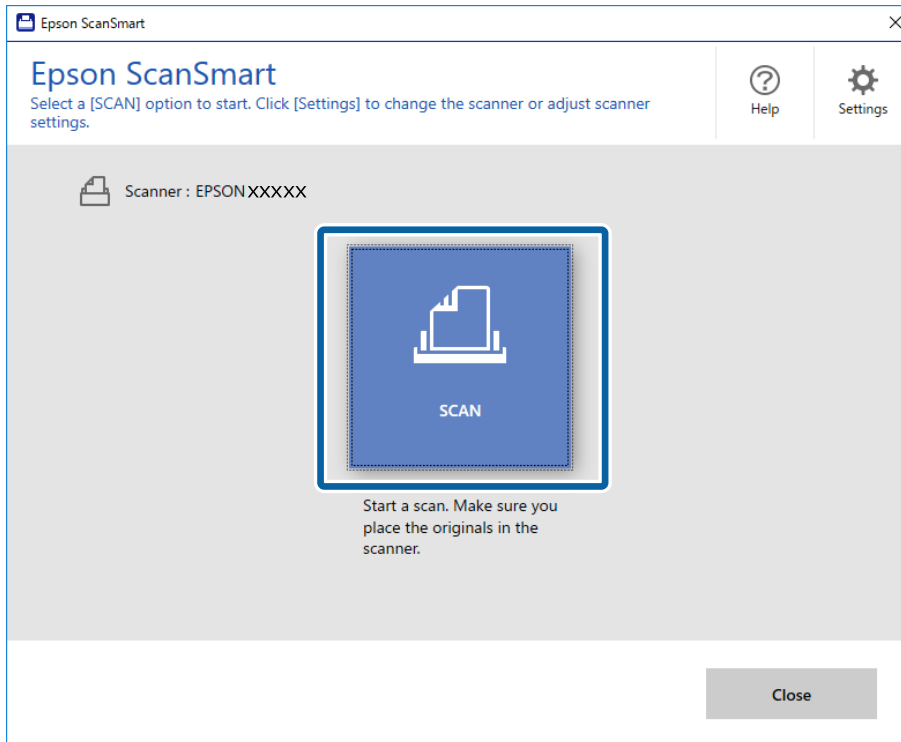 Epson ScanSmart
Epson ScanSmart
Select a [SCAN] option to start. Click [Settings] to change the scanner or adjust scanner
settings.
Help
Settings
Scanner : EPSON XXXXX
SCAN
Start a scan. Make sure you
place the originals in the
scanner.
Close